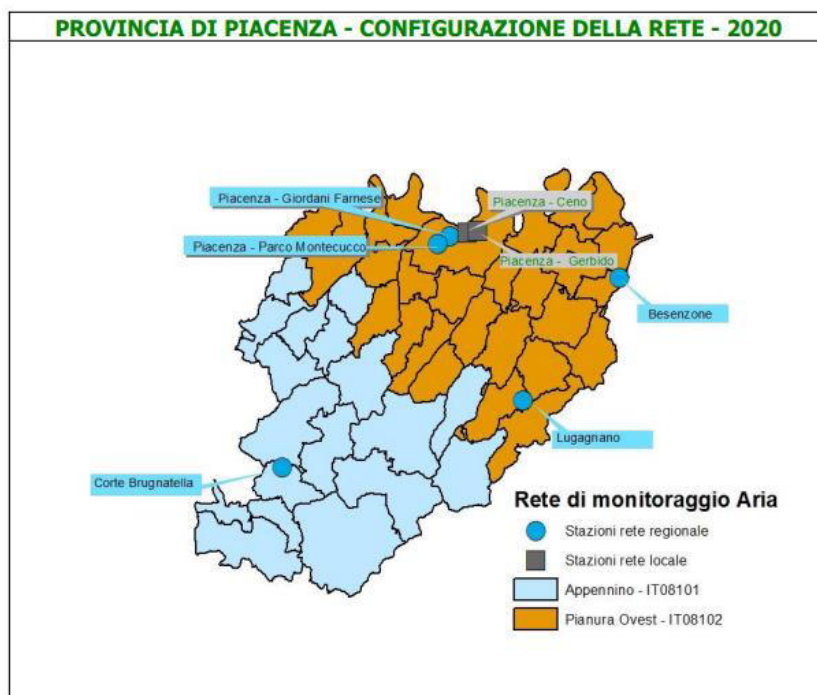 PROVINCIA DI PIACENZA - CONFIGURAZIONE DELLA RETE - 2020
Piacenza - Giordani Farnese
Piacenza - Ceno
Piacenza - Parco Montecucco
Piacenza - Gerbido
Besenzone
Lugagnano
Corte Brugnatella
Rete di monitoraggio Aria
Stazioni rete regionale
Stazioni rete locale
Appennino - IT08101
Pianura Ovest - IT08102